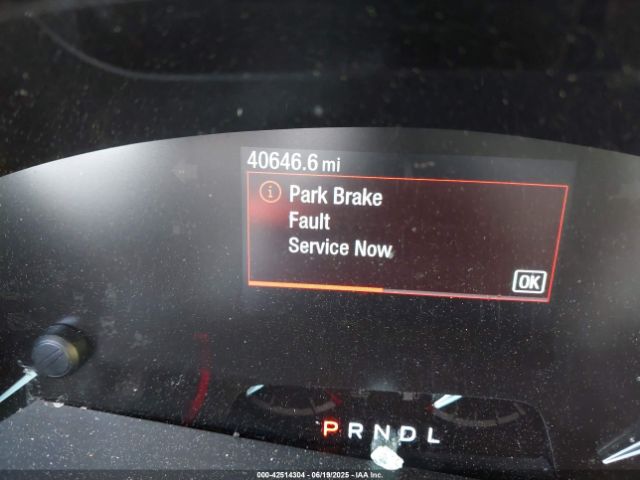 40646.6 mi
Park Brake
Fault
Service Now
OK
PRNDL
000-42514304 - 06/19/2025 - ©IAA, Inc.